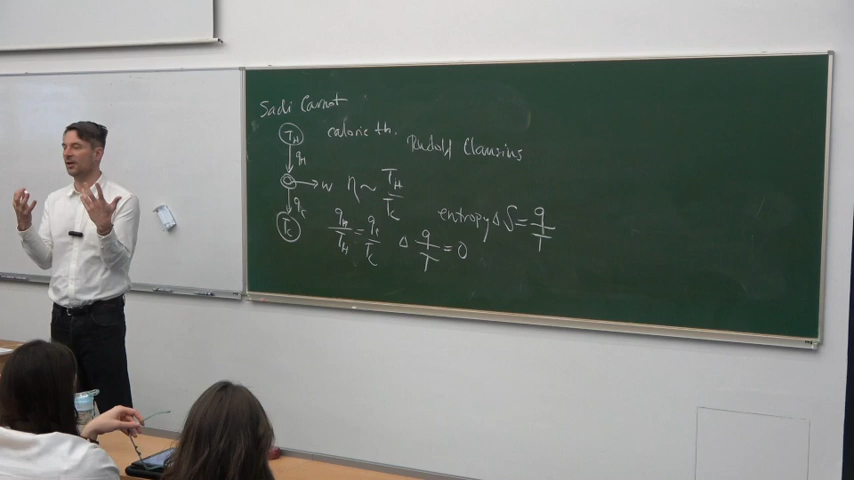 Sadi Carnot
T_H
caloric th.
Rudolf Clausius
q_H
w η ~ T_H / T_C
q_C
T_C
q_H / T_H = q_C / T_C
Δ q / T = 0
entropy ΔS = q / T